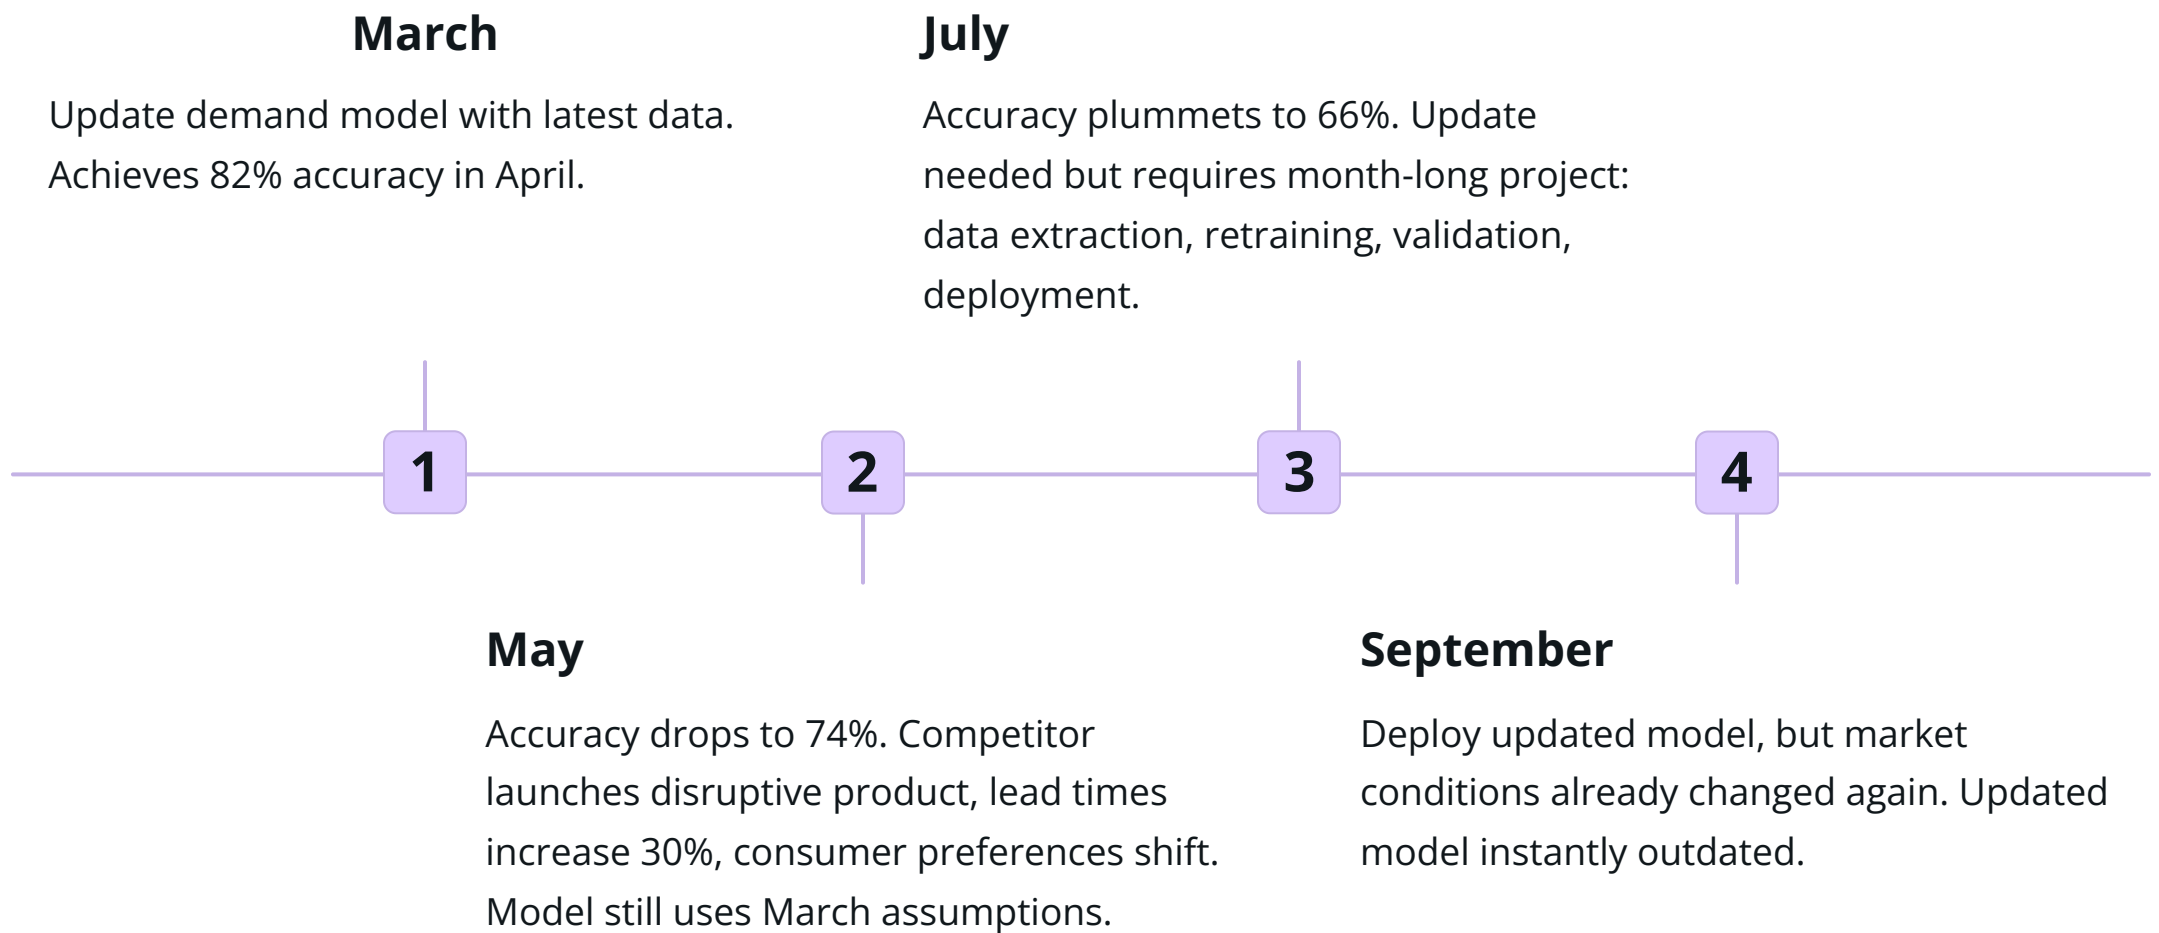 March
Update demand model with latest data.
Achieves 82% accuracy in April.
July
Accuracy plummets to 66%. Update
needed but requires month-long project:
data extraction, retraining, validation,
deployment.
1
2
3
4
May
Accuracy drops to 74%. Competitor
launches disruptive product, lead times
increase 30%, consumer preferences shift.
Model still uses March assumptions.
September
Deploy updated model, but market
conditions already changed again. Updated
model instantly outdated.